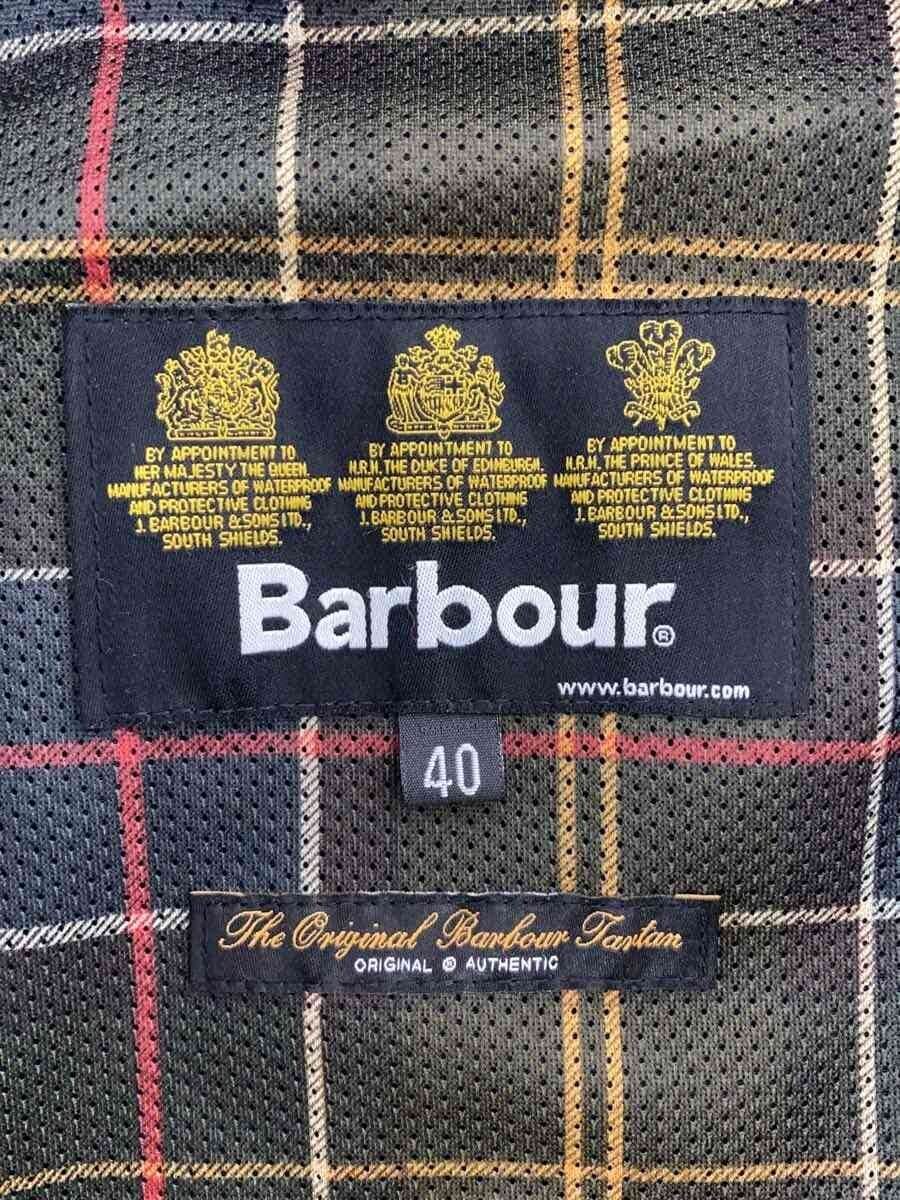 BY APPOINTMENT TO
HER MAJESTY THE QUEEN.
MANUFACTURERS OF WATERPROOF
AND PROTECTIVE CLOTHING
J. BARBOUR & SONS LTD.,
SOUTH SHIELDS.
BY APPOINTMENT TO
H.R.H. THE DUKE OF EDINBURGH.
MANUFACTURERS OF WATERPROOF
AND PROTECTIVE CLOTHING
J. BARBOUR & SONS LTD.,
SOUTH SHIELDS.
BY APPOINTMENT TO
H.R.H. THE PRINCE OF WALES.
MANUFACTURERS OF WATERPROOF
AND PROTECTIVE CLOTHING
J. BARBOUR & SONS LTD.,
SOUTH SHIELDS.
Barbour®
www.barbour.com
40
The Original Barbour Tartan
ORIGINAL ® AUTHENTIC